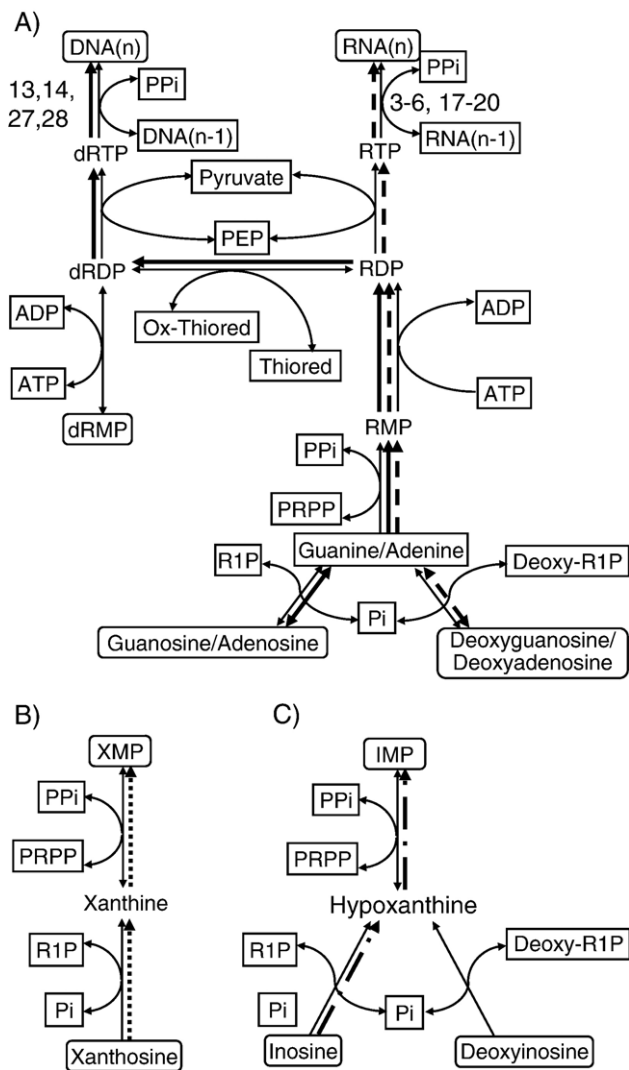 A)
DNA(n)
RNA(n)
13,14,
27,28
PPi
DNA(n-1)
PPi
3-6, 17-20
RNA(n-1)
dRTP
RTP
Pyruvate
PEP
dRDP
RDP
Ox-Thiored
Thiored
ADP
ATP
ADP
ATP
dRMP
RMP
PPi
PRPP
Guanine/Adenine
R1P
Deoxy-R1P
Pi
Guanosine/Adenosine
Deoxyguanosine/
Deoxyadenosine
B)
XMP
PPi
PRPP
Xanthine
R1P
Pi
Xanthosine
C)
IMP
PPi
PRPP
Hypoxanthine
R1P
Deoxy-R1P
Pi
Pi
Inosine
Deoxyinosine